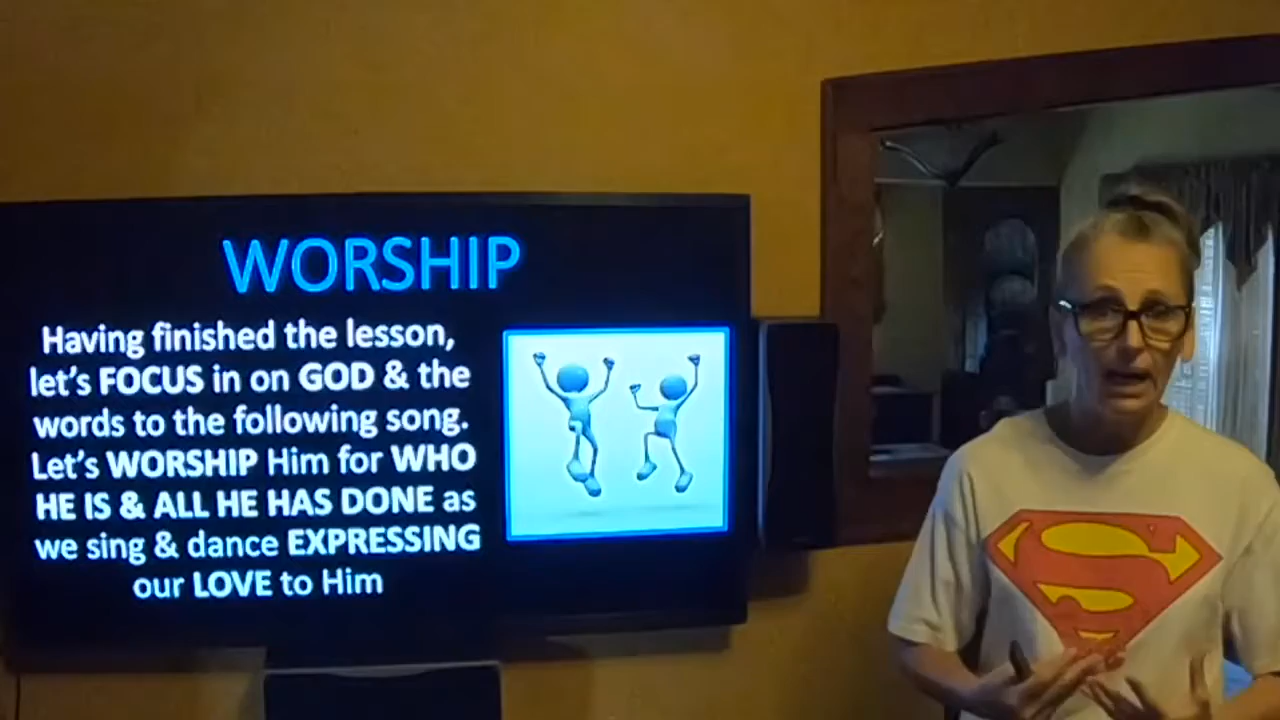 WORSHIP
Having finished the lesson,
let's FOCUS in on GOD & the
words to the following song.
Let's WORSHIP Him for WHO
HE IS & ALL HE HAS DONE as
we sing & dance EXPRESSING
our LOVE to Him
S